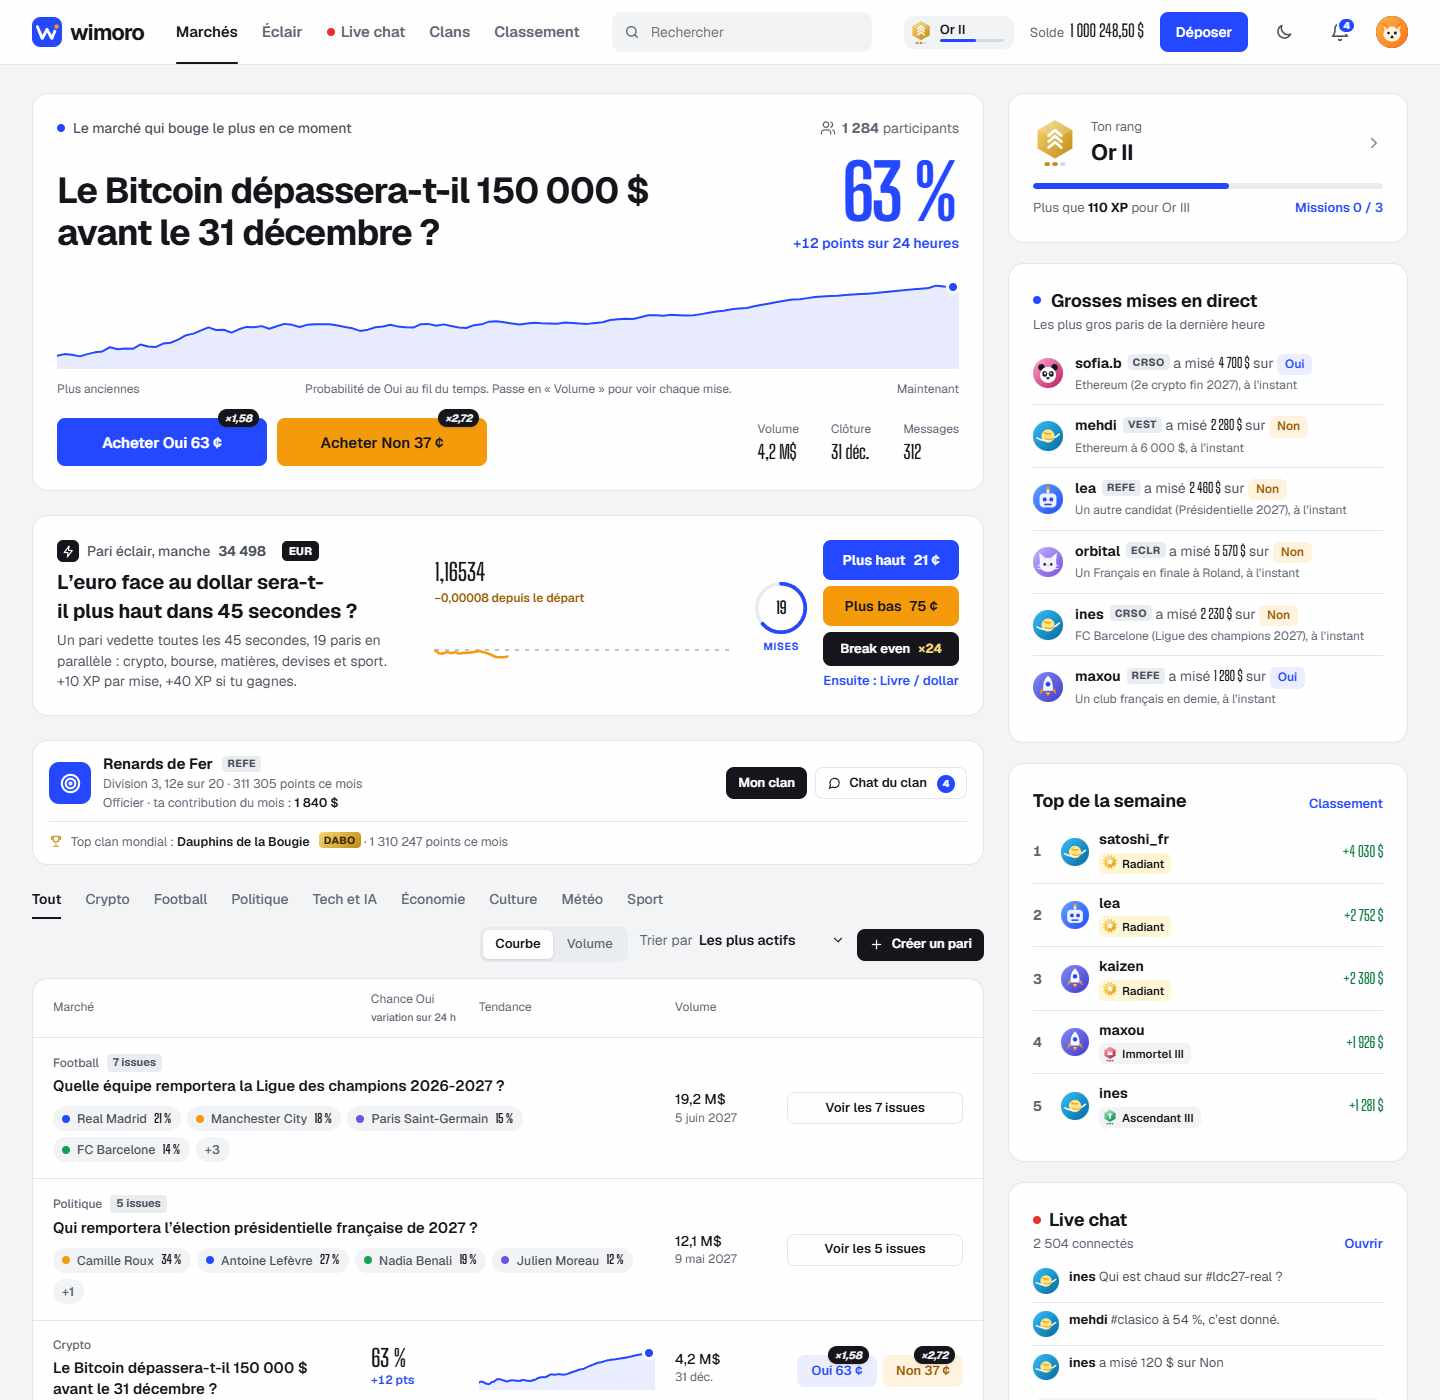 wimoro
Marchés
Éclair
Live chat
Clans
Classement
Rechercher
Or II
Solde 1 000 248,50 $
Déposer
4
Le marché qui bouge le plus en ce moment
1 284 participants
Le Bitcoin dépassera-t-il 150 000 $
avant le 31 décembre ?
63 %
+12 points sur 24 heures
Plus anciennes
Probabilité de Oui au fil du temps. Passe en « Volume » pour voir chaque mise.
Maintenant
Acheter Oui 63 ¢
×1,58
Acheter Non 37 ¢
×2,72
Volume
4,2 M$
Clôture
31 déc.
Messages
312
Pari éclair, manche 34 498 EUR
L’euro face au dollar sera-t-
il plus haut dans 45 secondes ?
Un pari vedette toutes les 45 secondes, 19 paris en
parallèle : crypto, bourse, matières, devises et sport.
+10 XP par mise, +40 XP si tu gagnes.
1,16534
−0,00008 depuis le départ
19
MISES
Plus haut 21 ¢
Plus bas 75 ¢
Break even ×24
Ensuite : Livre / dollar
Renards de Fer REFE
Division 3, 12e sur 20 · 311 305 points ce mois
Officier · ta contribution du mois : 1 840 $
Mon clan
Chat du clan 4
Top clan mondial : Dauphins de la Bougie DABO · 1 310 247 points ce mois
Tout
Crypto
Football
Politique
Tech et IA
Économie
Culture
Météo
Sport
Courbe
Volume
Trier par Les plus actifs
Créer un pari
Marché
Chance Oui
variation sur 24 h
Tendance
Volume
Football 7 issues
Quelle équipe remportera la Ligue des champions 2026-2027 ?
Real Madrid 21 %
Manchester City 18 %
Paris Saint-Germain 15 %
FC Barcelone 14 %
+3
19,2 M$
5 juin 2027
Voir les 7 issues
Politique 5 issues
Qui remportera l’élection présidentielle française de 2027 ?
Camille Roux 34 %
Antoine Lefèvre 27 %
Nadia Benali 19 %
Julien Moreau 12 %
+1
12,1 M$
9 mai 2027
Voir les 5 issues
Crypto
Le Bitcoin dépassera-t-il 150 000 $
avant le 31 décembre ?
63 %
+12 pts
4,2 M$
31 déc.
Oui 63 ¢
×1,58
Non 37 ¢
×2,72
Ton rang
Or II
Plus que 110 XP pour Or III
Missions 0 / 3
Grosses mises en direct
Les plus gros paris de la dernière heure
sofia.b CRSO a misé 4 700 $ sur Oui
Ethereum (2e crypto fin 2027), à l’instant
mehdi VEST a misé 2 280 $ sur Non
Ethereum à 6 000 $, à l’instant
lea REFE a misé 2 460 $ sur Non
Un autre candidat (Présidentielle 2027), à l’instant
orbital ECLR a misé 5 570 $ sur Non
Un Français en finale à Roland, à l’instant
ines CRSO a misé 2 230 $ sur Non
FC Barcelone (Ligue des champions 2027), à l’instant
maxou REFE a misé 1 280 $ sur Oui
Un club français en demie, à l’instant
Top de la semaine
Classement
1 satoshi_fr +4 030 $
Radiant
2 lea +2 752 $
Radiant
3 kaizen +2 380 $
Radiant
4 maxou +1 926 $
Immortel III
5 ines +1 281 $
Ascendant III
Live chat
2 504 connectés
Ouvrir
ines Qui est chaud sur #ldc27-real ?
mehdi #clasico à 54 %, c’est donné.
ines a misé 120 $ sur Non